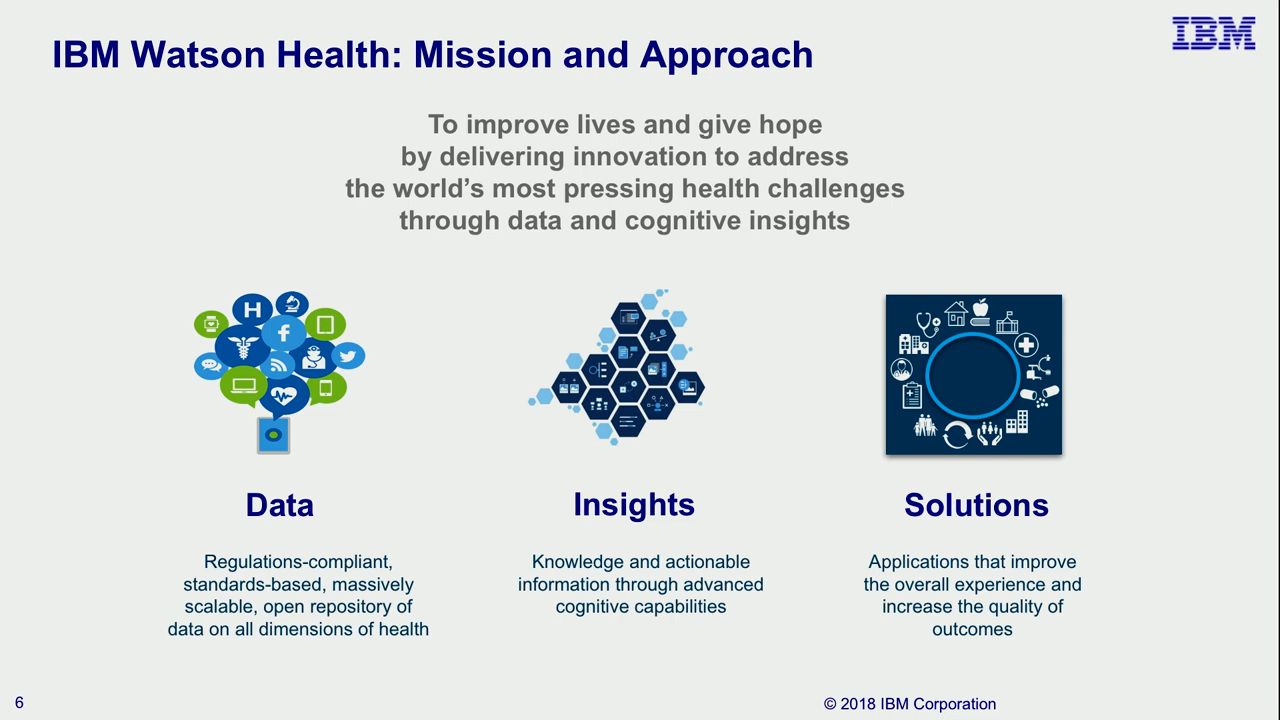 IBM Watson Health: Mission and Approach
IBM
To improve lives and give hope
by delivering innovation to address
the world’s most pressing health challenges
through data and cognitive insights
H
f
Data
Regulations-compliant,
standards-based, massively
scalable, open repository of
data on all dimensions of health
Insights
Knowledge and actionable
information through advanced
cognitive capabilities
Solutions
Applications that improve
the overall experience and
increase the quality of
outcomes
6
© 2018 IBM Corporation